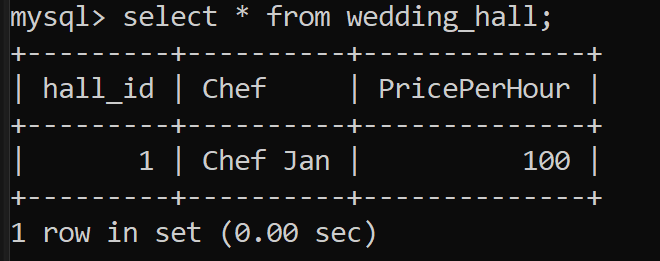 mysql> select * from wedding_hall;
+---------+----------+--------------+
| hall_id | Chef     | PricePerHour |
+---------+----------+--------------+
|       1 | Chef Jan |          100 |
+---------+----------+--------------+
1 row in set (0.00 sec)